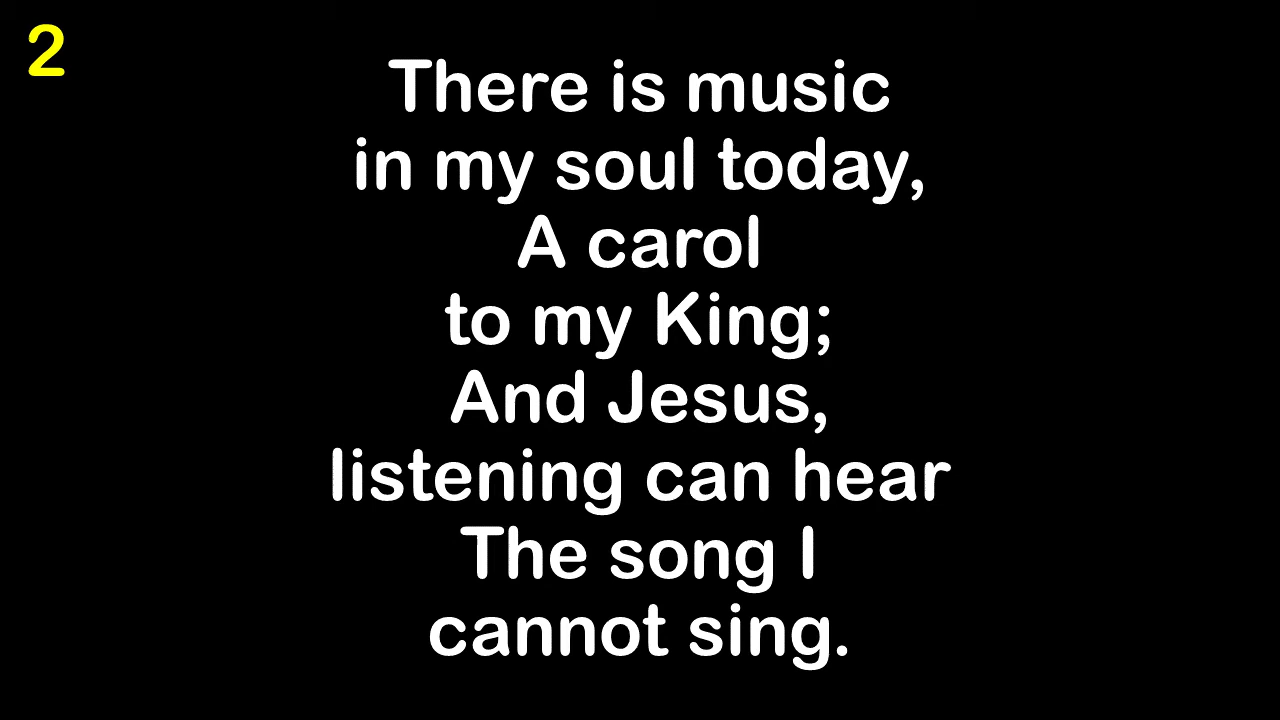 2
There is music
in my soul today,
A carol
to my King;
And Jesus,
listening can hear
The song I
cannot sing.